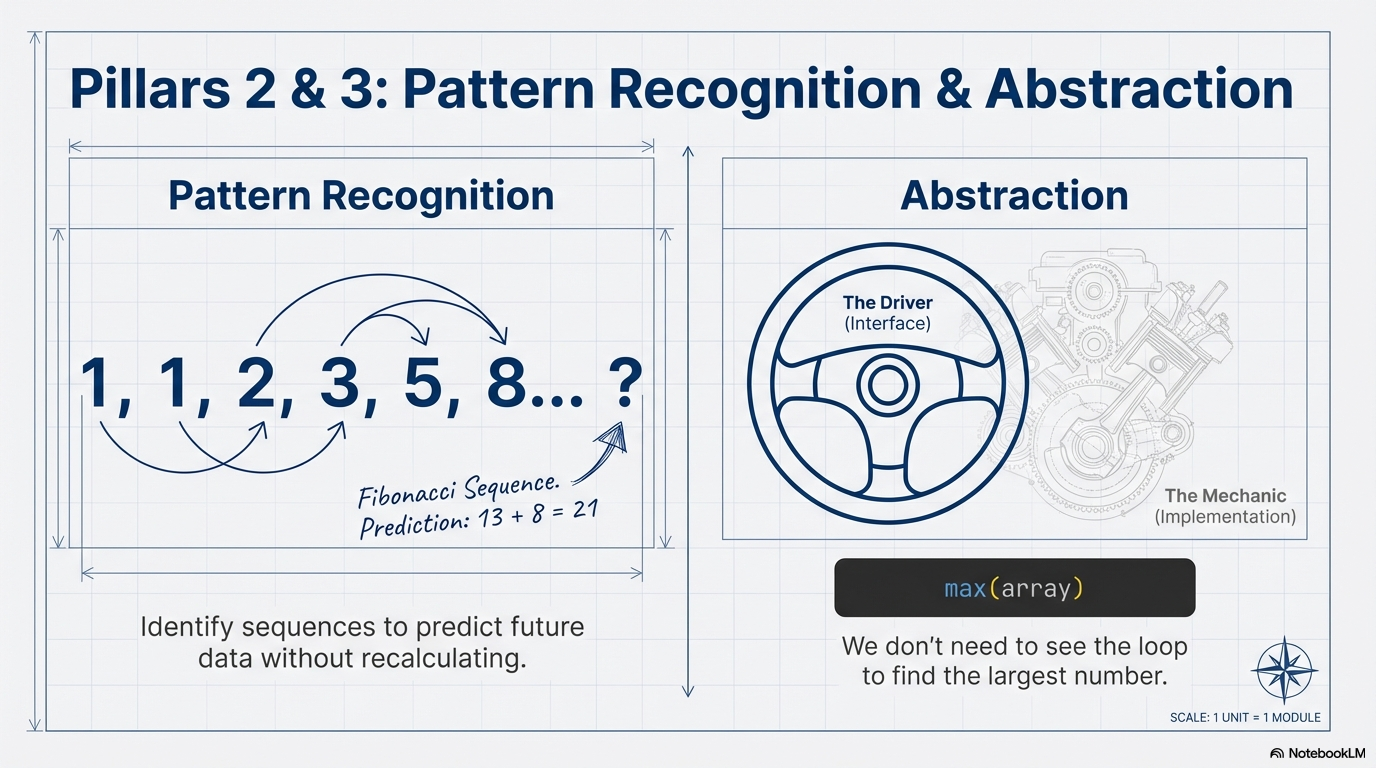 Pillars 2 & 3: Pattern Recognition & Abstraction
Pattern Recognition
1, 1, 2, 3, 5, 8... ?
Fibonacci Sequence.
Prediction: 13 + 8 = 21
Identify sequences to predict future
data without recalculating.
Abstraction
The Driver
(Interface)
The Mechanic
(Implementation)
max(array)
We don't need to see the loop
to find the largest number.
SCALE: 1 UNIT = 1 MODULE
NotebookLM